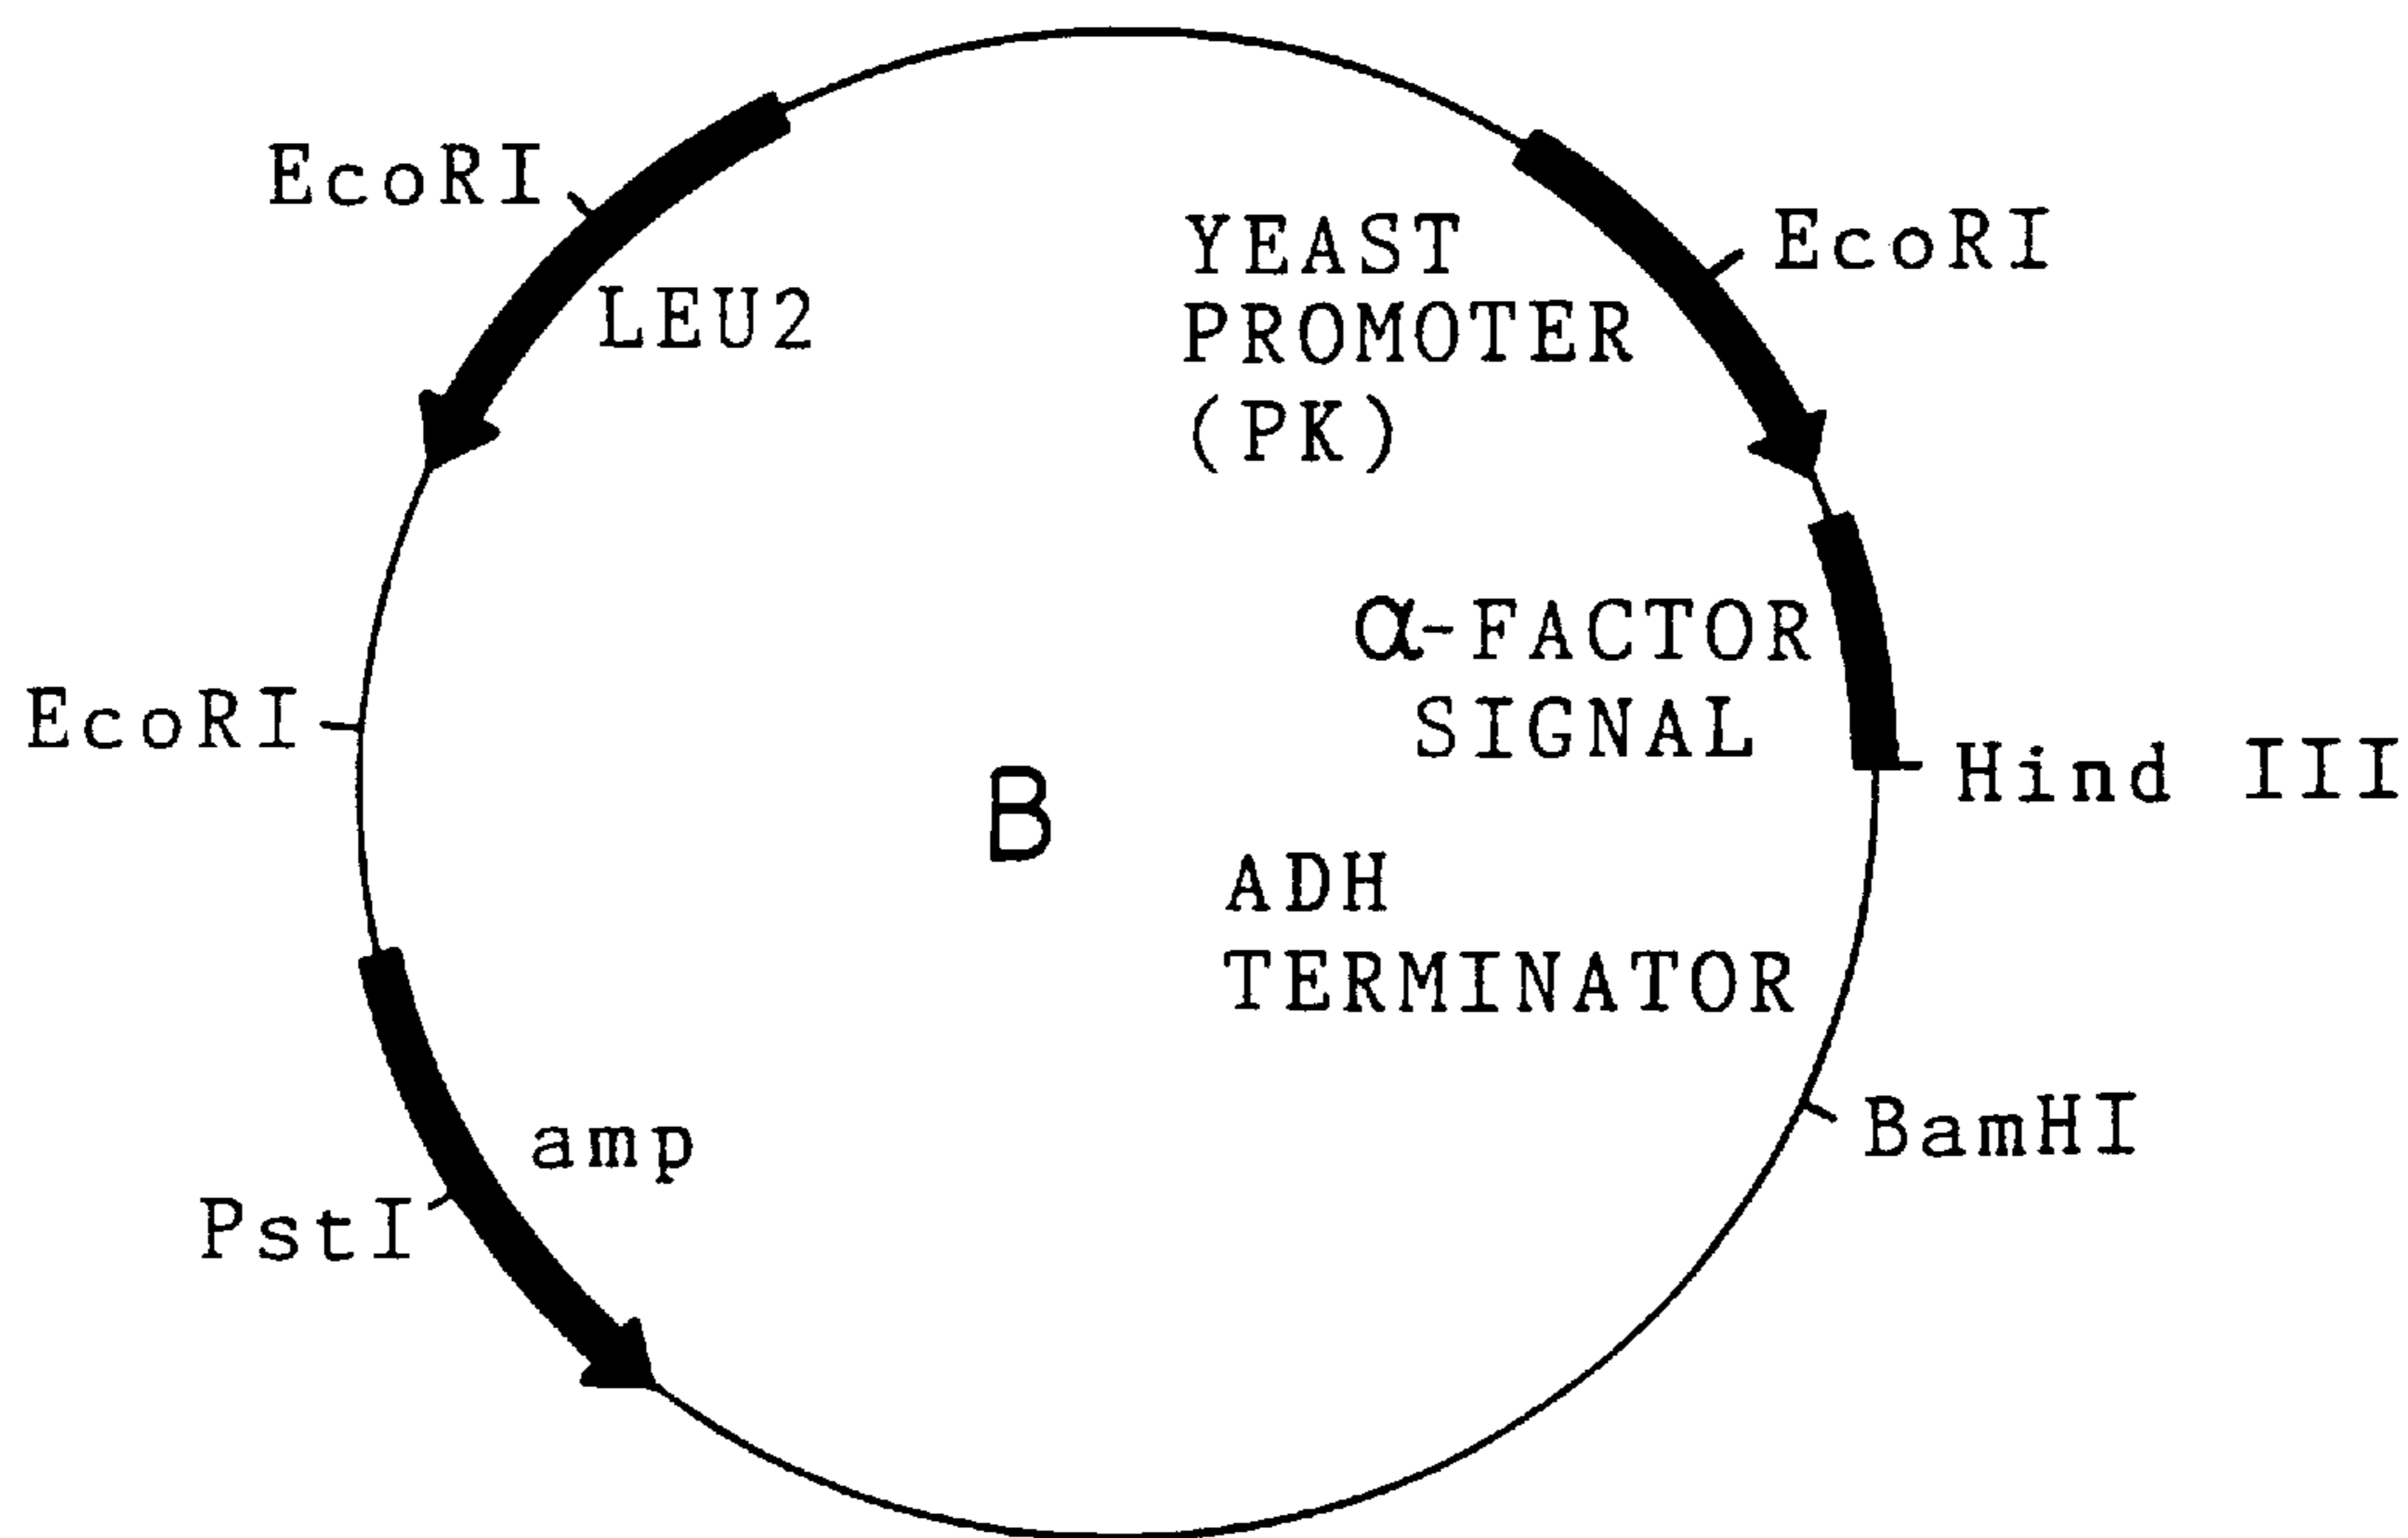 EcoRI
EcoRI
YEAST
PROMOTER
(PK)
LEU2
α-FACTOR
SIGNAL
EcoRI
Hind III
B
ADH
TERMINATOR
BamHI
amp
PstI